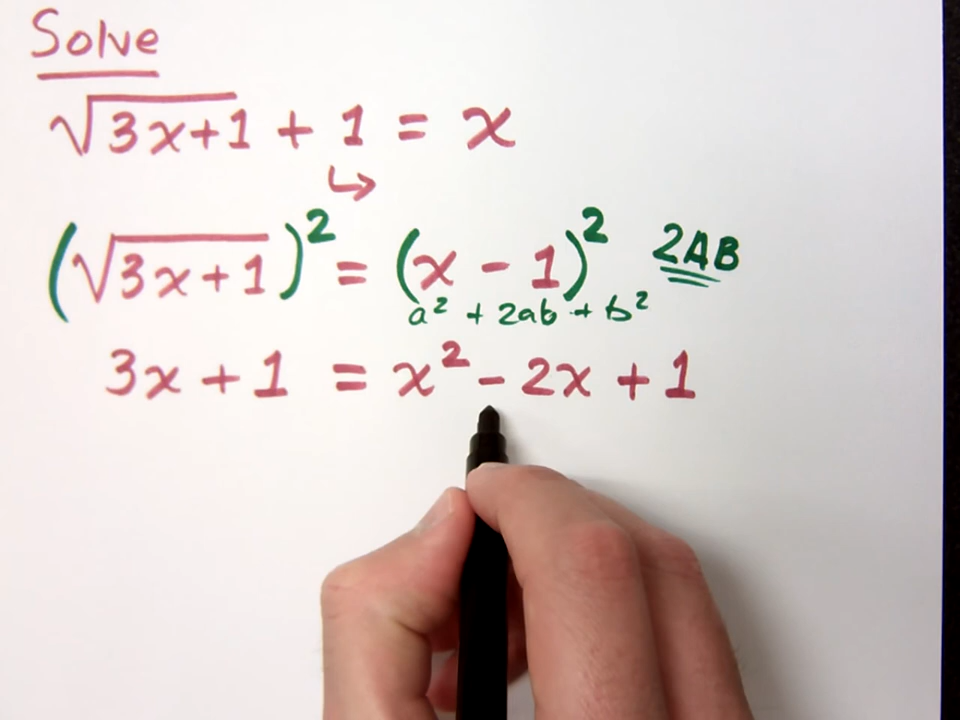 Solve
√3x+1 + 1 = x
↳
(√3x+1)² = (x - 1)² 2AB
a² + 2ab + b²
3x + 1 = x² - 2x + 1